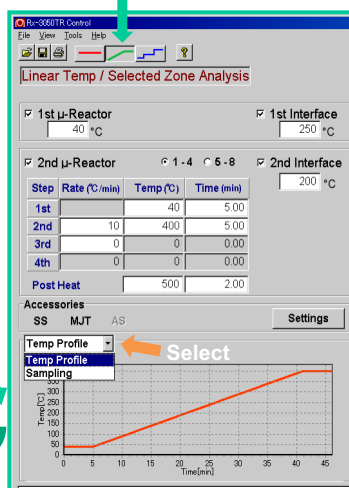 Rx-3050TR Control
File View Tools Help
?
Linear Temp / Selected Zone Analysis
1st µ-Reactor 1st Interface
40 °C 250 °C
2nd µ-Reactor 1 - 4 5 - 8 2nd Interface
200 °C
Step Rate (℃/min) Temp (℃) Time (min)
1st 40 5.00
2nd 10 400 5.00
3rd 0 0 0.00
4th 0 0 0.00
Post Heat 500 2.00
Accessories
SS MJT AS Settings
Temp Profile Select
Temp Profile
Sampling
350
300
250
200
150
100
50
0
Temp[℃]
0 5 10 15 20 25 30 35 40 45
Time[min]